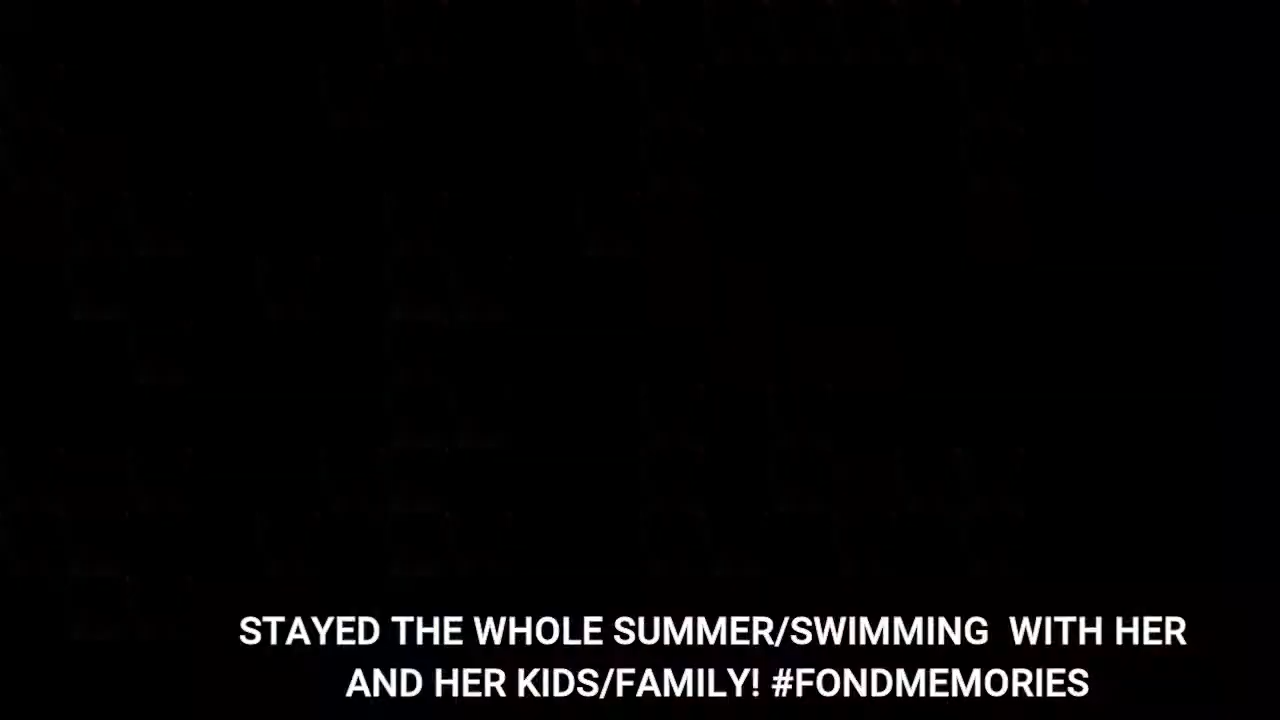 STAYED THE WHOLE SUMMER/SWIMMING  WITH HER
AND HER KIDS/FAMILY! #FONDMEMORIES